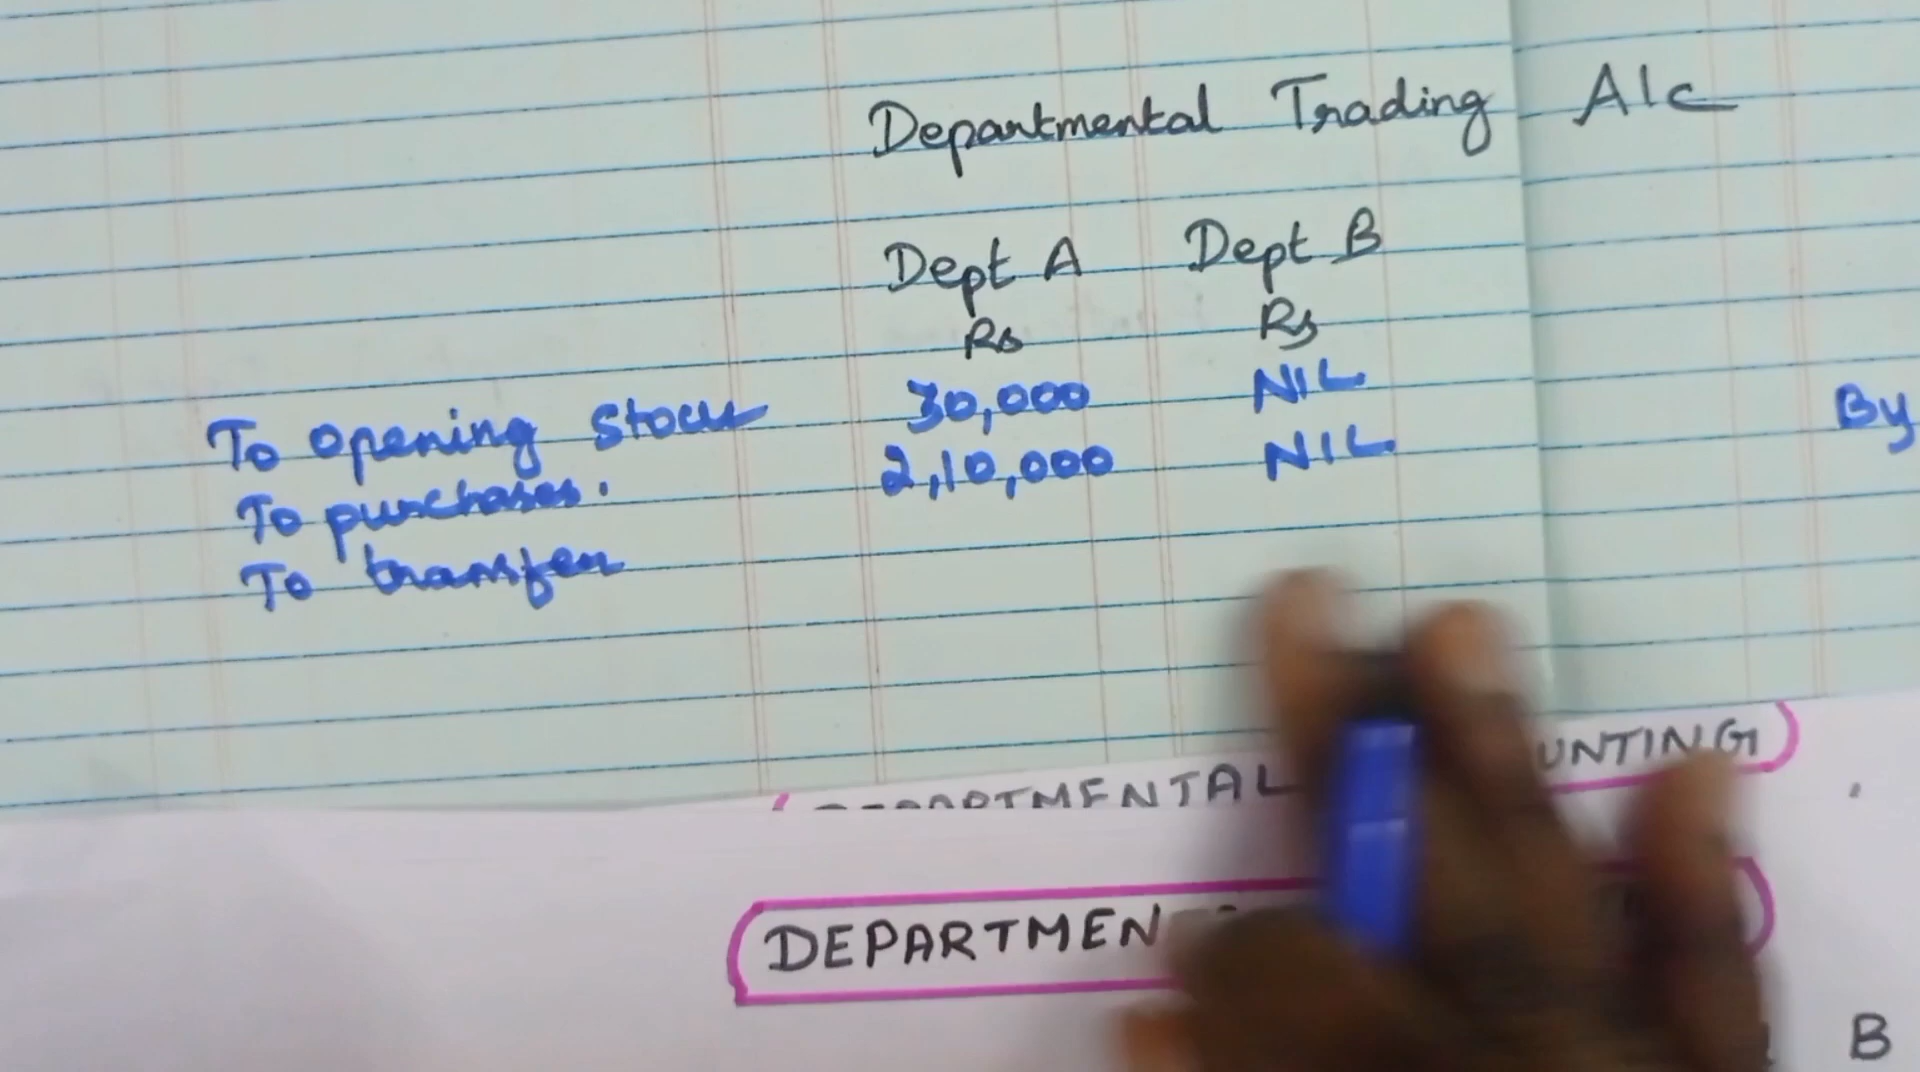 Departmental Trading A/c
Dept A Dept B
Rs Rs
To opening stock 30,000 NIL By
To purchases. 2,10,000 NIL
To transfer
UNTING
DEPARTMEN
B